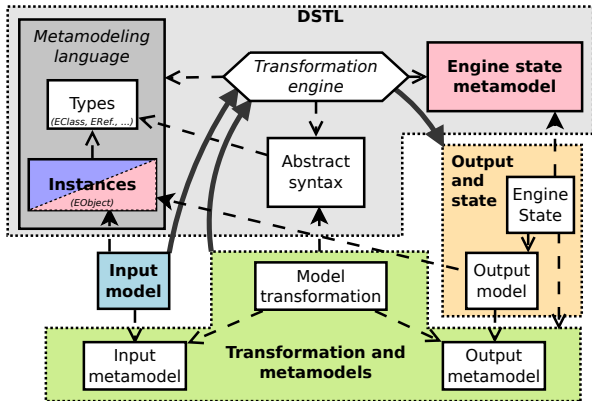 DSTL
Metamodeling
language
Transformation
engine
Engine state
metamodel
Types
(EClass, ERef., ...)
Abstract
syntax
Instances
(EObject)
Output
and
state
Engine
State
Input
model
Model
transformation
Output
model
Input
metamodel
Transformation and
metamodels
Output
metamodel